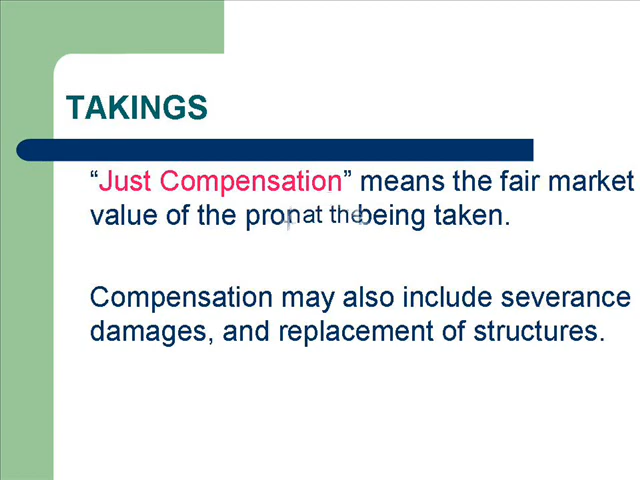 TAKINGS
“Just Compensation” means the fair market
value of the being taken.
Compensation may also include severance
damages, and replacement of structures.